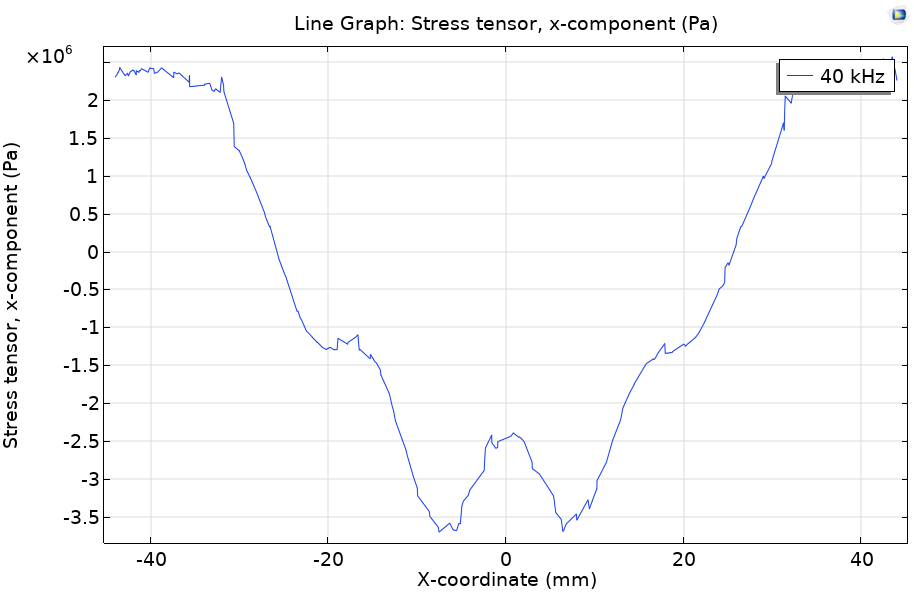 Line Graph: Stress tensor, x-component (Pa)
×10⁶
40 kHz
2
1.5
1
0.5
0
-0.5
-1
-1.5
-2
-2.5
-3
-3.5
Stress tensor, x-component (Pa)
-40 -20 0 20 40
X-coordinate (mm)